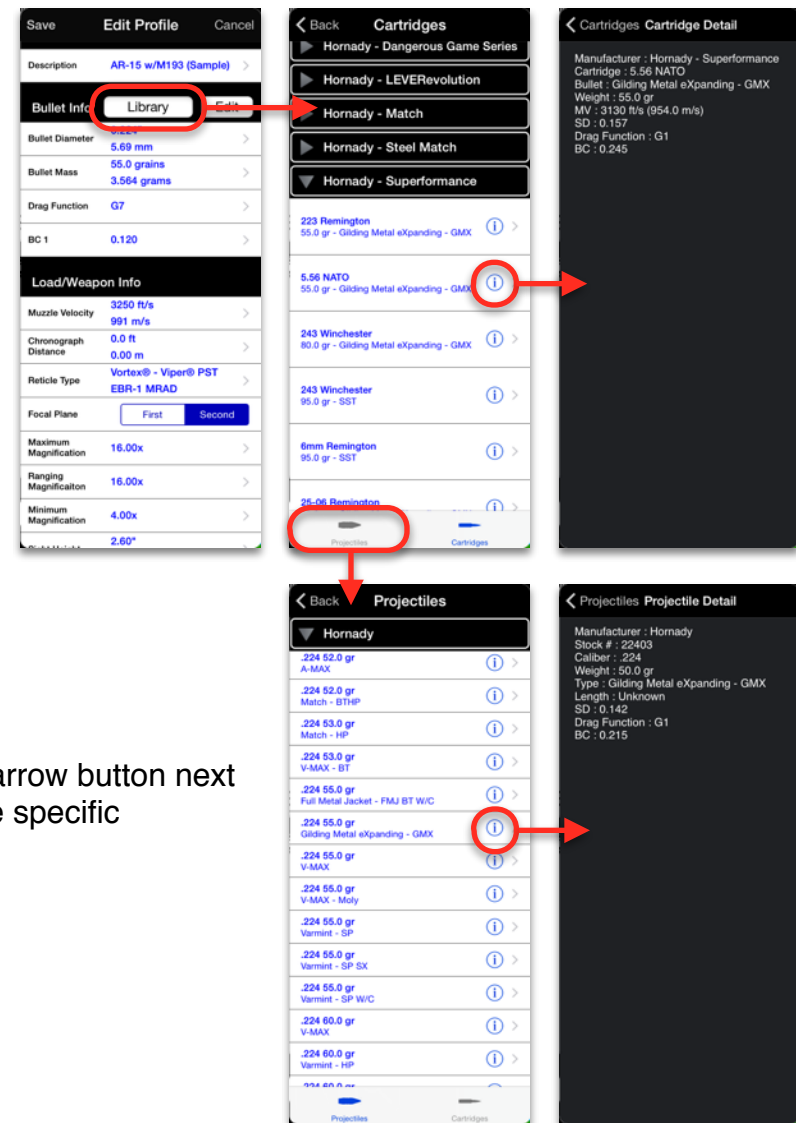 Save Edit Profile Cancel
Description AR-15 w/M193 (Sample)
Bullet Info Library Edit
Bullet Diameter 0.224"
5.69 mm
Bullet Mass 55.0 grains
3.564 grams
Drag Function G7
BC 1 0.120
Load/Weapon Info
Muzzle Velocity 3250 ft/s
991 m/s
Chronograph Distance 0.0 ft
0.00 m
Reticle Type Vortex® - Viper® PST
EBR-1 MRAD
Focal Plane First Second
Maximum Magnification 16.00x
Ranging Magnificaiton 16.00x
Minimum Magnification 4.00x
2.60"
Back Cartridges
Hornady - Dangerous Game Series
Hornady - LEVERevolution
Hornady - Match
Hornady - Steel Match
Hornady - Superformance
223 Remington
55.0 gr - Gilding Metal eXpanding - GMX
5.56 NATO
55.0 gr - Gilding Metal eXpanding - GMX
243 Winchester
80.0 gr - Gilding Metal eXpanding - GMX
243 Winchester
95.0 gr - SST
6mm Remington
95.0 gr - SST
25-06 Remington
Projectiles Cartridges
Cartridges Cartridge Detail
Manufacturer : Hornady - Superformance
Cartridge : 5.56 NATO
Bullet : Gilding Metal eXpanding - GMX
Weight : 55.0 gr
MV : 3130 ft/s (954.0 m/s)
SD : 0.157
Drag Function : G1
BC : 0.245
arrow button next
specific
Back Projectiles
Hornady
.224 52.0 gr
A-MAX
.224 52.0 gr
Match - BTHP
.224 53.0 gr
Match - HP
.224 53.0 gr
V-MAX - BT
.224 55.0 gr
Full Metal Jacket - FMJ BT W/C
.224 55.0 gr
Gilding Metal eXpanding - GMX
.224 55.0 gr
V-MAX
.224 55.0 gr
V-MAX - Moly
.224 55.0 gr
Varmint - SP
.224 55.0 gr
Varmint - SP SX
.224 55.0 gr
Varmint - SP W/C
.224 60.0 gr
V-MAX
.224 60.0 gr
Varmint - HP
.224 60.0 gr
Projectiles Cartridges
Projectiles Projectile Detail
Manufacturer : Hornady
Stock # : 22403
Caliber : .224
Weight : 50.0 gr
Type : Gilding Metal eXpanding - GMX
Length : Unknown
SD : 0.142
Drag Function : G1
BC : 0.215